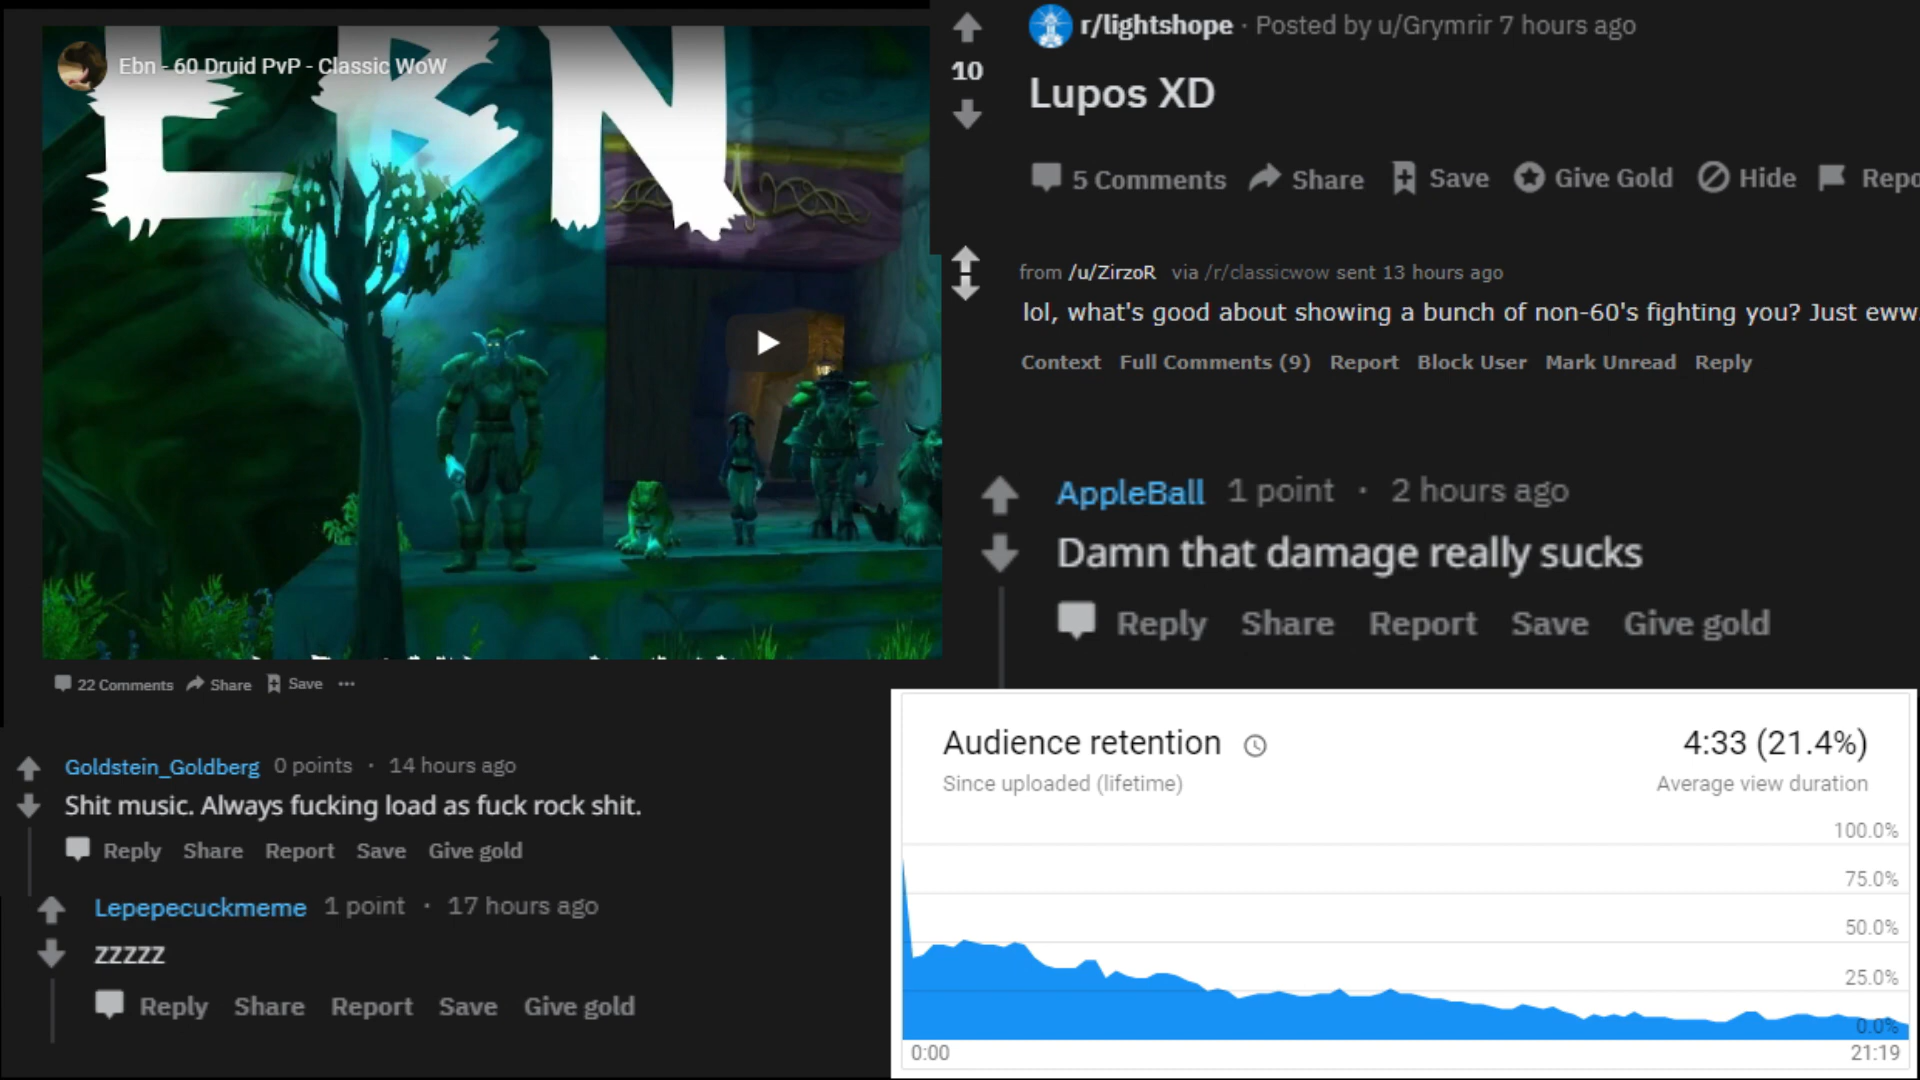 EBN
Ebn - 60 Druid PvP - Classic WoW
22 Comments Share Save ...
Goldstein_Goldberg 0 points · 14 hours ago
Shit music. Always fucking load as fuck rock shit.
Reply Share Report Save Give gold
Lepepecuckmeme 1 point · 17 hours ago
zzzzz
Reply Share Report Save Give gold
r/lightshope · Posted by u/Grymrir 7 hours ago
10
Lupos XD
5 Comments Share Save Give Gold Hide Repo
from /u/ZirzoR via /r/classicwow sent 13 hours ago
lol, what's good about showing a bunch of non-60's fighting you? Just eww.
Context Full Comments (9) Report Block User Mark Unread Reply
AppleBall 1 point · 2 hours ago
Damn that damage really sucks
Reply Share Report Save Give gold
Audience retention 4:33 (21.4%)
Since uploaded (lifetime) Average view duration
100.0%
75.0%
50.0%
25.0%
0.0%
0:00 21:19